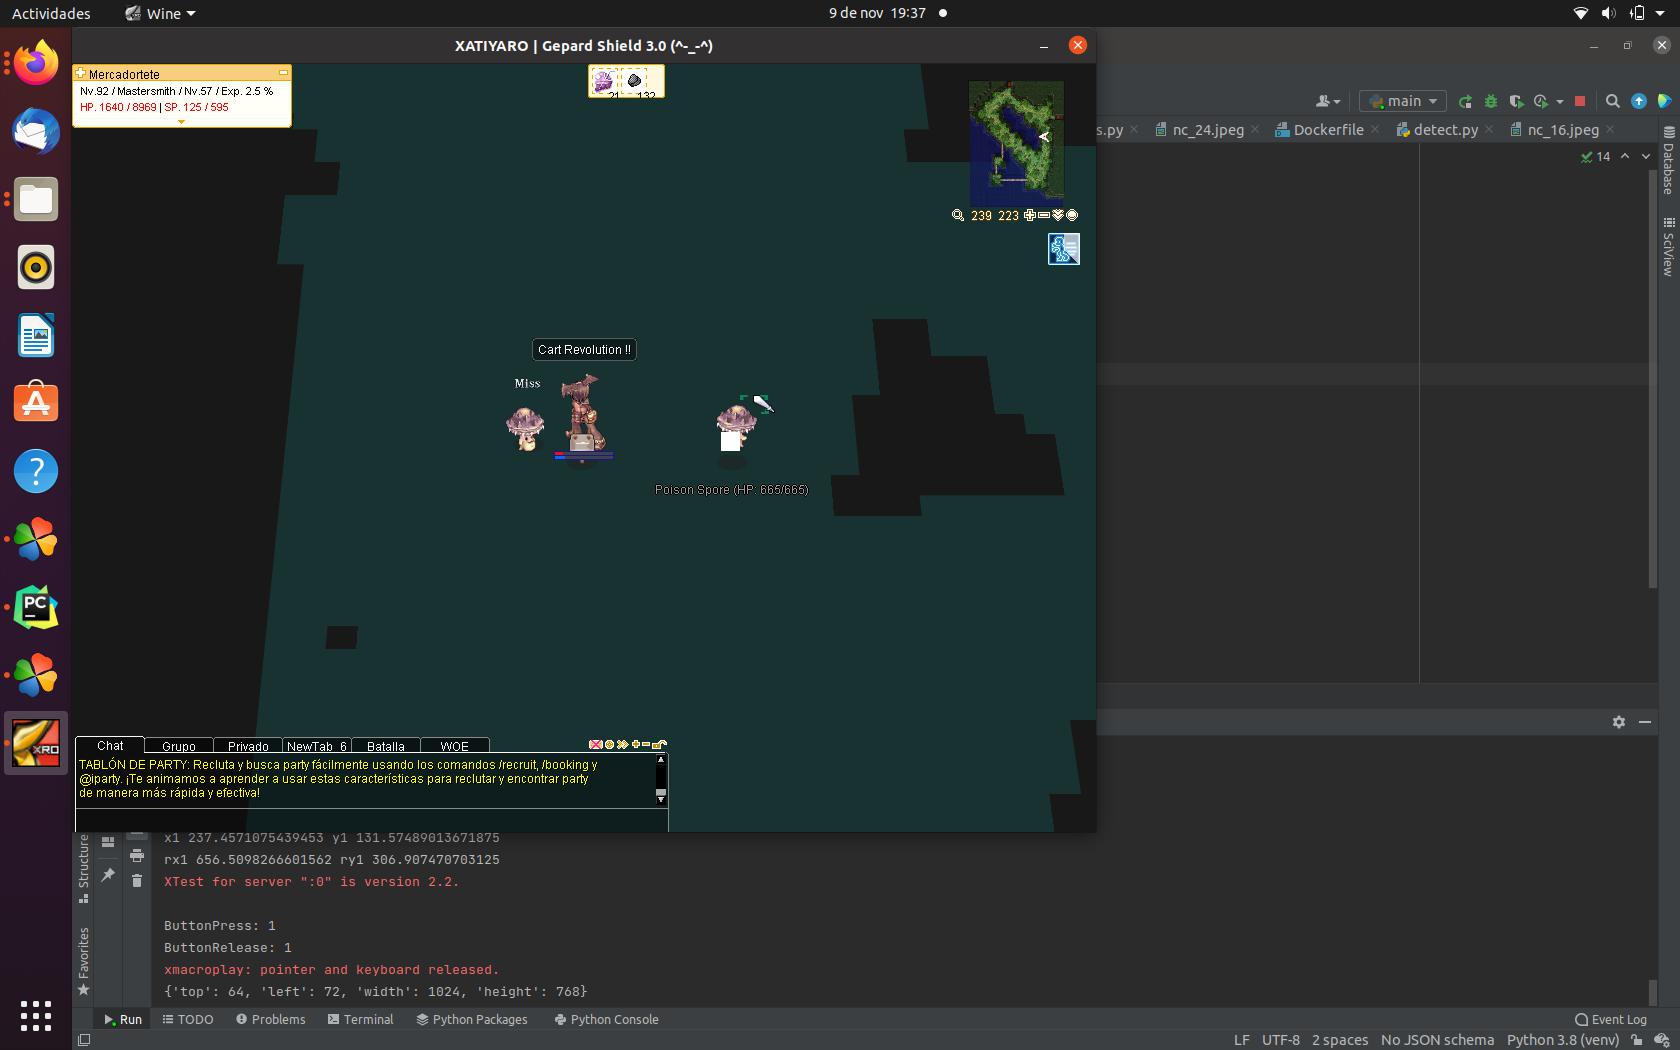 Actividades
Wine
9 de nov 19:37
XATIYARO | Gepard Shield 3.0 (^-_-^)
Mercadortete
Nv.92 / Mastersmith / Nv.57 / Exp. 2.5 %
HP. 1640 / 8969 | SP. 125 / 595
21
132
239 223
main
s.py
nc_24.jpeg
Dockerfile
detect.py
nc_16.jpeg
14
Database
SciView
Cart Revolution !!
Miss
Poison Spore (HP: 665/665)
PC
XRO
Chat
Grupo
Privado
NewTab_6
Batalla
WOE
TABLÓN DE PARTY: Recluta y busca party fácilmente usando los comandos /recruit, /booking y
@iparty. ¡Te animamos a aprender a usar estas características para reclutar y encontrar party
de manera más rápida y efectiva!
Structure
Favorites
x1 237.4571075439453 y1 131.57489013671875
rx1 656.5098266601562 ry1 306.907470703125
XTest for server ":0" is version 2.2.
ButtonPress: 1
ButtonRelease: 1
xmacroplay: pointer and keyboard released.
{'top': 64, 'left': 72, 'width': 1024, 'height': 768}
Run
TODO
Problems
Terminal
Python Packages
Python Console
Event Log
LF UTF-8 2 spaces No JSON schema Python 3.8 (venv)